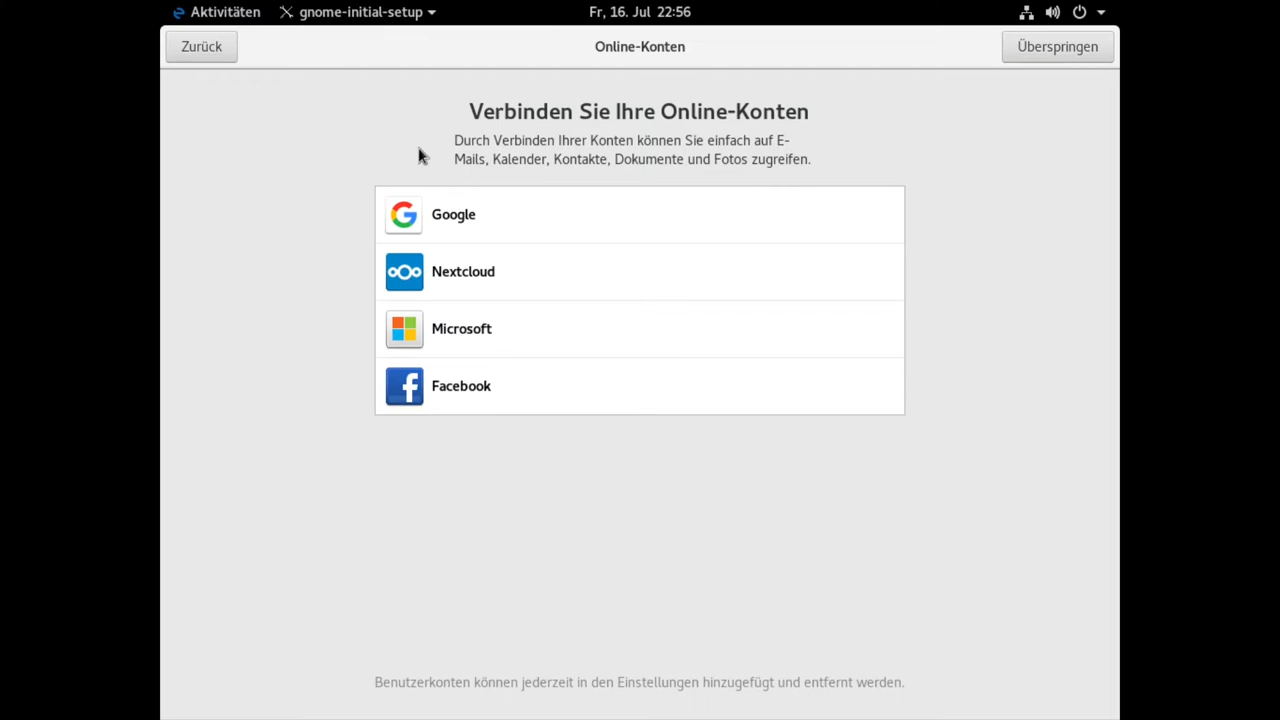 Aktivitäten gnome-initial-setup Fr, 16. Jul 22:56
Zurück Online-Konten Überspringen
Verbinden Sie Ihre Online-Konten
Durch Verbinden Ihrer Konten können Sie einfach auf E-
Mails, Kalender, Kontakte, Dokumente und Fotos zugreifen.
Google
Nextcloud
Microsoft
Facebook
Benutzerkonten können jederzeit in den Einstellungen hinzugefügt und entfernt werden.